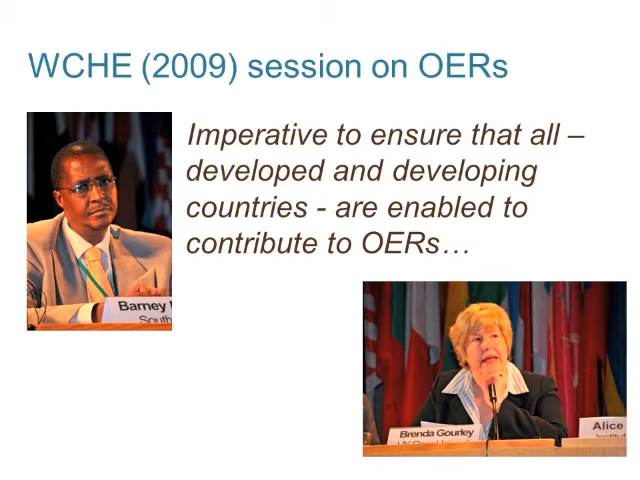 WCHE (2009) session on OERs
Imperative to ensure that all –
developed and developing
countries - are enabled to
contribute to OERs…
Barney
South
Brenda Gourley
Alice